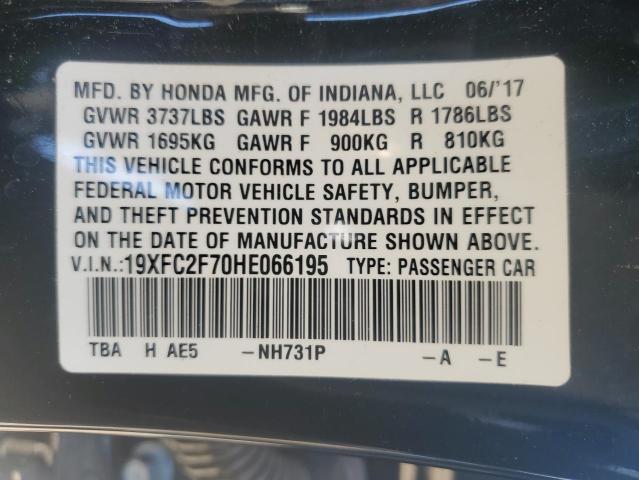 MFD. BY HONDA MFG. OF INDIANA, LLC 06/'17
GVWR 3737LBS GAWR F 1984LBS R 1786LBS
GVWR 1695KG GAWR F 900KG R 810KG
THIS VEHICLE CONFORMS TO ALL APPLICABLE
FEDERAL MOTOR VEHICLE SAFETY, BUMPER,
AND THEFT PREVENTION STANDARDS IN EFFECT
ON THE DATE OF MANUFACTURE SHOWN ABOVE.
V.I.N.:19XFC2F70HE066195 TYPE: PASSENGER CAR
TBA H AE5 -NH731P -A -E